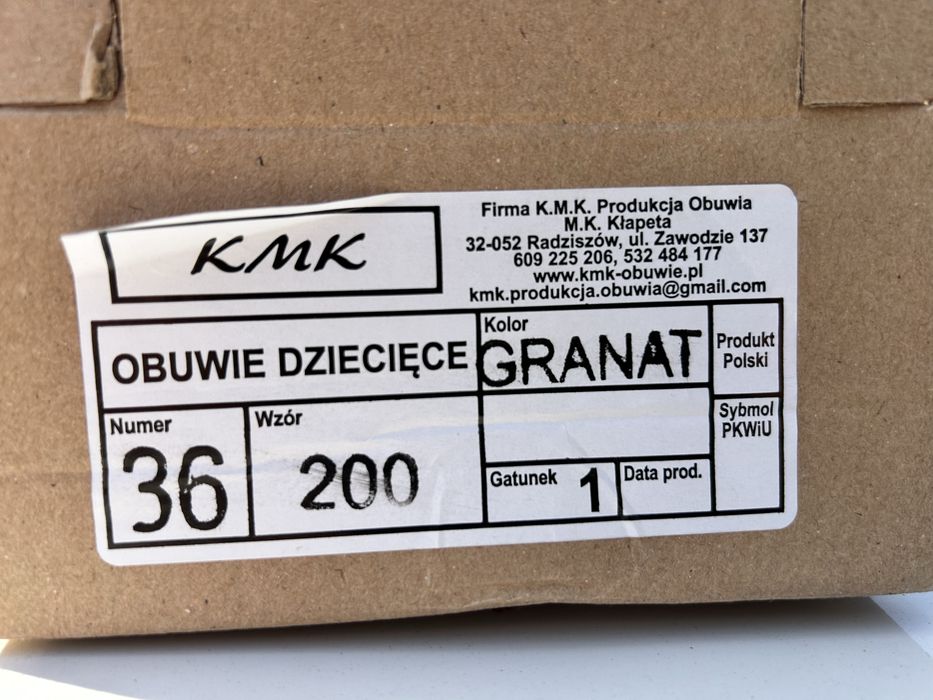 KMK
Firma K.M.K. Produkcja Obuwia
M.K. Kłapeta
32-052 Radziszów, ul. Zawodzie 137
609 225 206, 532 484 177
www.kmk-obuwie.pl
kmk.produkcja.obuwia@gmail.com
OBUWIE DZIECIĘCE
Kolor
GRANAT
Produkt
Polski
Numer
36
Wzór
200
Gatunek 1
Data prod.
Sybmol
PKWiU